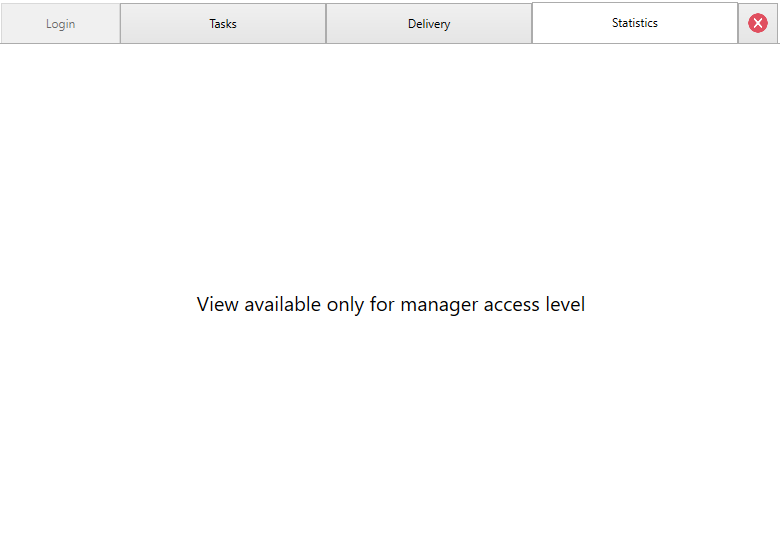 Login
Tasks
Delivery
Statistics
View available only for manager access level